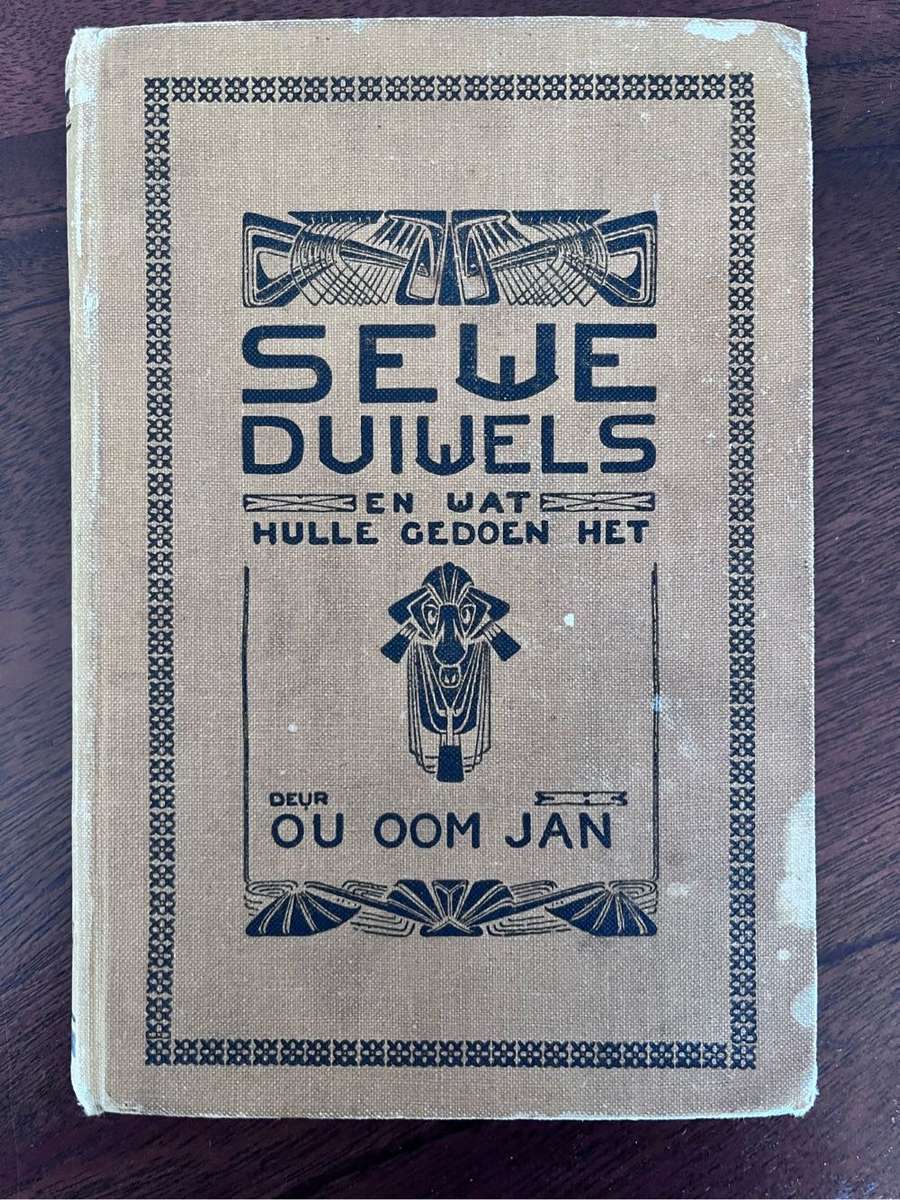 SEWE
DUIWELS
EN WAT
HULLE GEDOEN HET
DEUR
OU OOM JAN